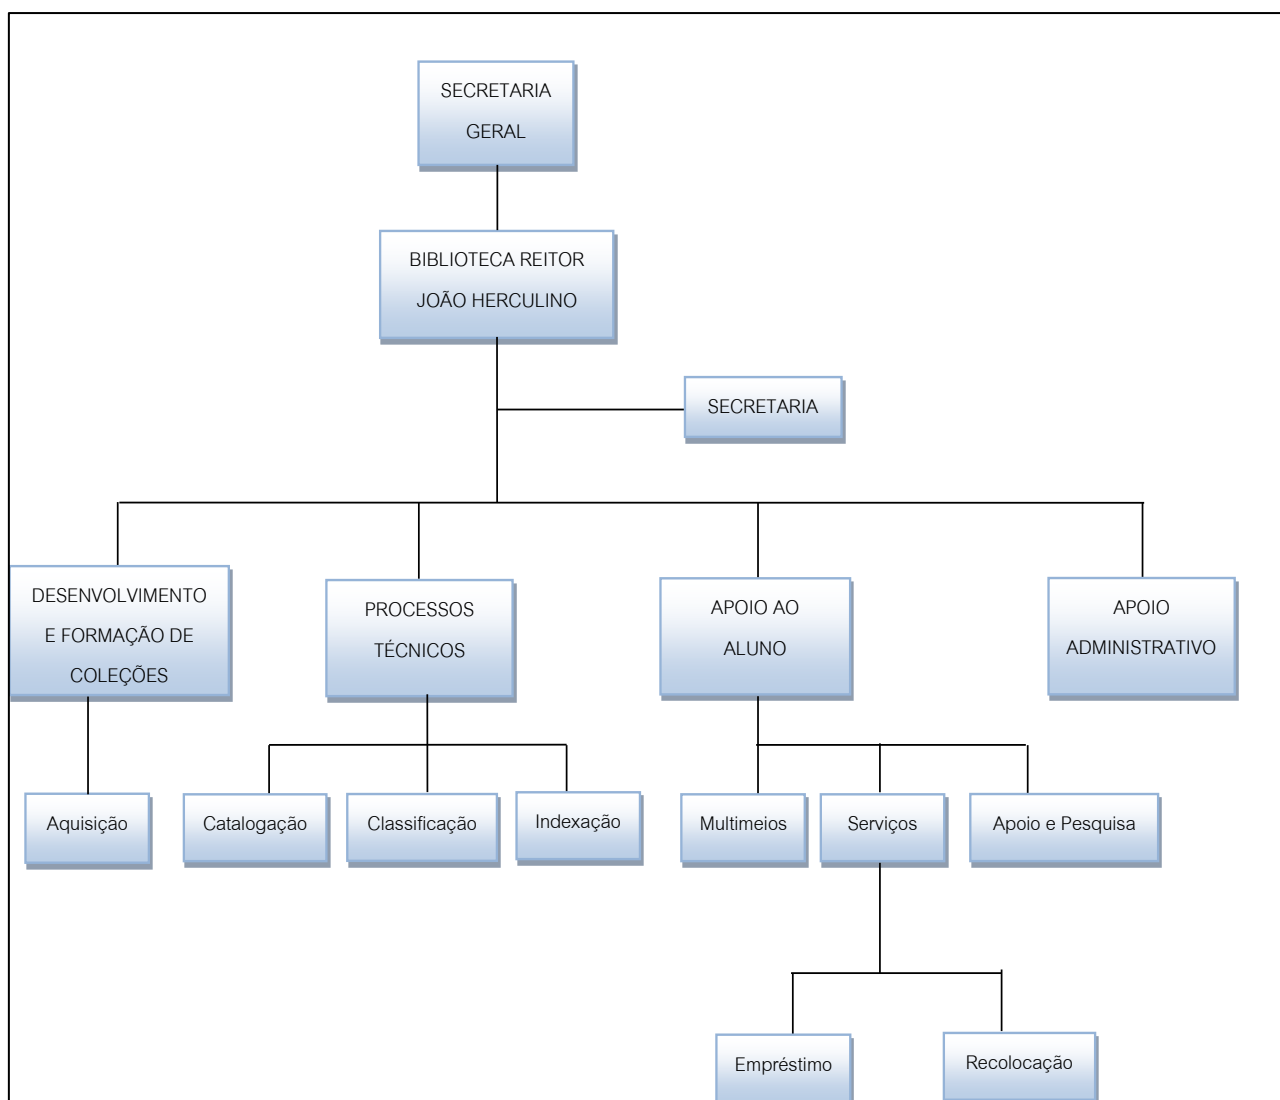 SECRETARIA
GERAL
BIBLIOTECA REITOR
JOÃO HERCULINO
SECRETARIA
DESENVOLVIMENTO
E FORMAÇÃO DE
COLEÇÕES
PROCESSOS
TÉCNICOS
APOIO AO
ALUNO
APOIO
ADMINISTRATIVO
Aquisição
Catalogação
Classificação
Indexação
Multimeios
Serviços
Apoio e Pesquisa
Empréstimo
Recolocação